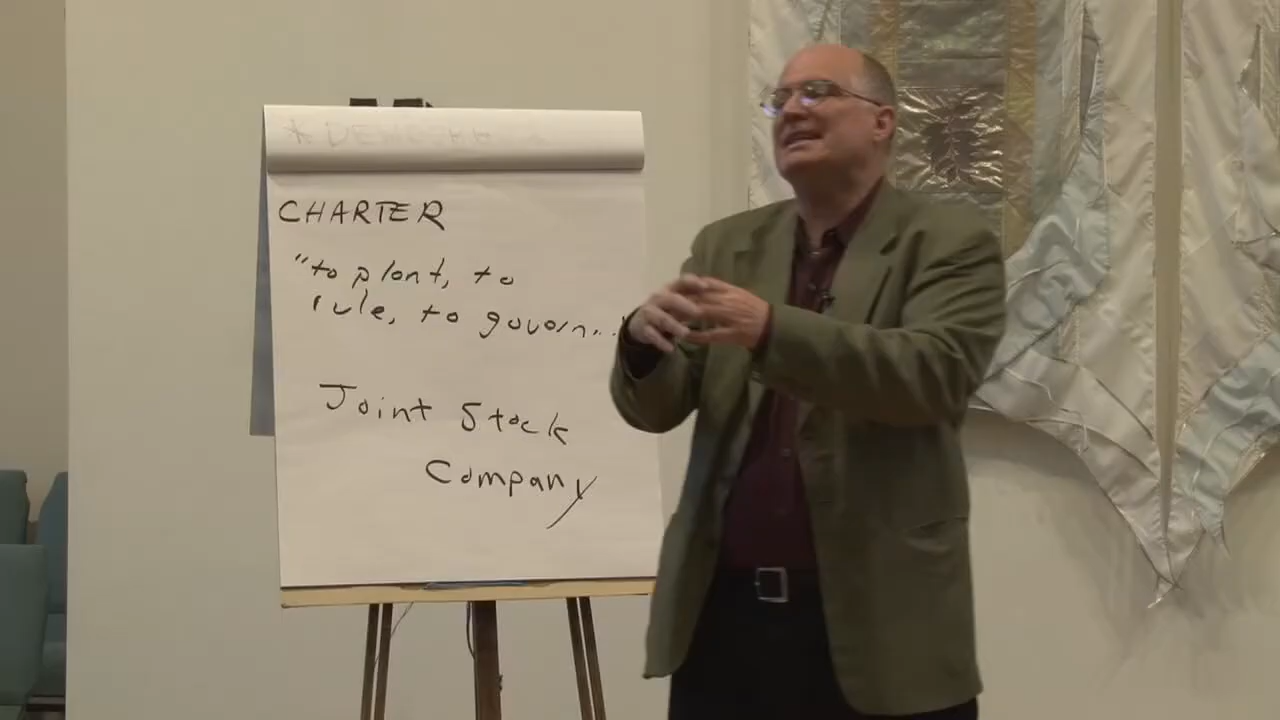 CHARTER
"to plant, to
rule, to govern..."
Joint Stock
Company